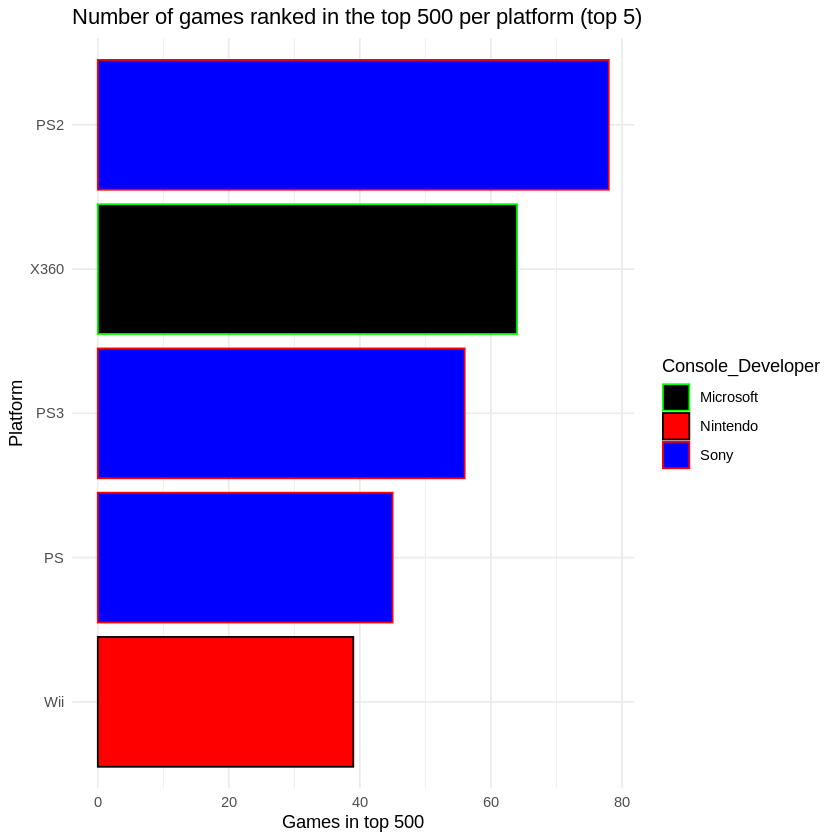 Number of games ranked in the top 500 per platform (top 5)
PS2
X360
PS3
PS
Wii
Platform
0 20 40 60 80
Games in top 500
Console_Developer
Microsoft
Nintendo
Sony